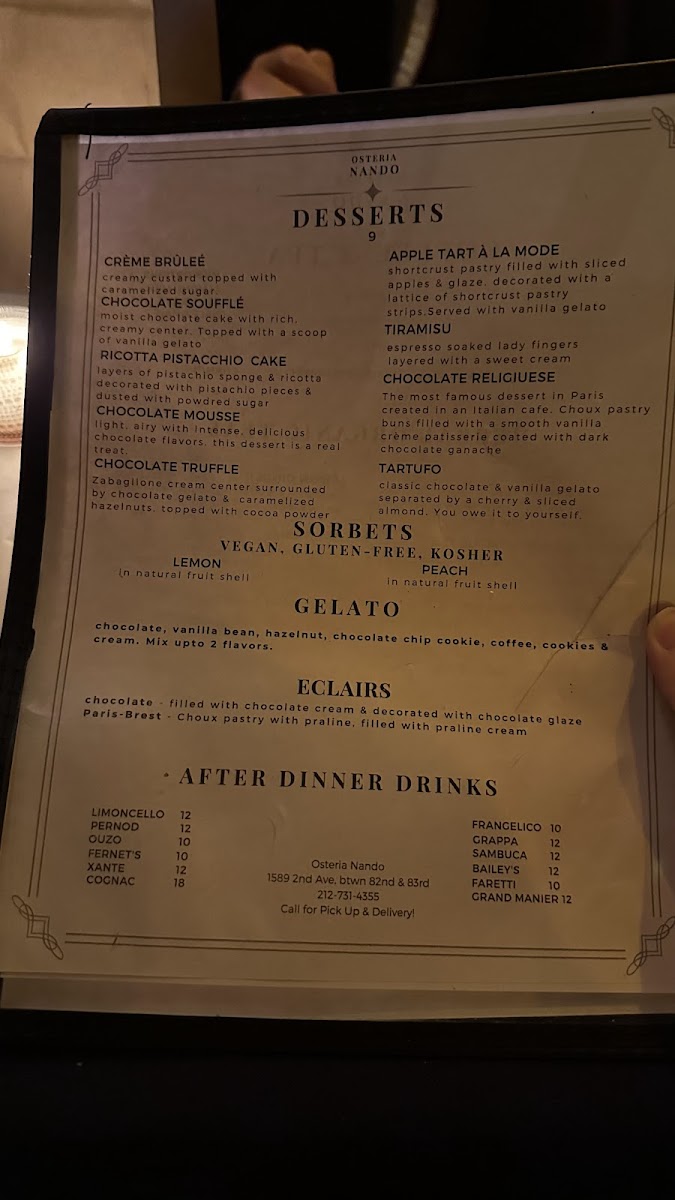 OSTERIA
NANDO
DESSERTS
9
CRÈME BRÛLEÉ
creamy custard topped with
caramelized sugar.
CHOCOLATE SOUFFLÉ
moist chocolate cake with rich,
creamy center. Topped with a scoop
of vanilla gelato
RICOTTA PISTACCHIO CAKE
layers of pistachio sponge & ricotta
decorated with pistachio pieces &
dusted with powdred sugar
CHOCOLATE MOUSSE
light, airy with intense, delicious
chocolate flavors. this dessert is a real
treat.
CHOCOLATE TRUFFLE
Zabaglione cream center surrounded
by chocolate gelato & caramelized
hazelnuts. topped with cocoa powder
APPLE TART À LA MODE
shortcrust pastry filled with sliced
apples & glaze. decorated with a
lattice of shortcrust pastry
strips.Served with vanilla gelato
TIRAMISU
espresso soaked lady fingers
layered with a sweet cream
CHOCOLATE RELIGIUESE
The most famous dessert in Paris
created in an Italian cafe. Choux pastry
buns filled with a smooth vanilla
crème patisserie coated with dark
chocolate ganache
TARTUFO
classic chocolate & vanilla gelato
separated by a cherry & sliced
almond. You owe it to yourself.
SORBETS
VEGAN, GLUTEN-FREE, KOSHER
LEMON
in natural fruit shell
PEACH
in natural fruit shell
GELATO
chocolate, vanilla bean, hazelnut, chocolate chip cookie, coffee, cookies &
cream. Mix upto 2 flavors.
ECLAIRS
chocolate - filled with chocolate cream & decorated with chocolate glaze
Paris-Brest - Choux pastry with praline, filled with praline cream
AFTER DINNER DRINKS
LIMONCELLO 12
PERNOD 12
OUZO 10
FERNET'S 10
XANTE 12
COGNAC 18
Osteria Nando
1589 2nd Ave, btwn 82nd & 83rd
212-731-4355
Call for Pick Up & Delivery!
FRANGELICO 10
GRAPPA 12
SAMBUCA 12
BAILEY'S 12
FARETTI 10
GRAND MANIER 12